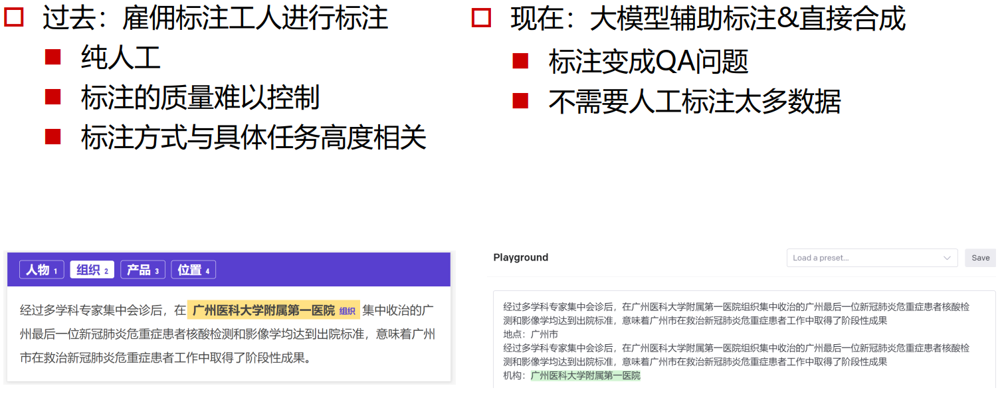 过去：雇佣标注工人进行标注
纯人工
标注的质量难以控制
标注方式与具体任务高度相关
现在：大模型辅助标注&直接合成
标注变成QA问题
不需要人工标注太多数据
人物 1 组织 2 产品 3 位置 4
经过多学科专家集中会诊后，在 广州医科大学附属第一医院 组织 集中收治的广
州最后一位新冠肺炎危重症患者核酸检测和影像学均达到出院标准，意味着广州
市在救治新冠肺炎危重症患者工作中取得了阶段性成果。
Playground
Load a preset...
Save
经过多学科专家集中会诊后，在广州医科大学附属第一医院组织集中收治的广州最后一位新冠肺炎危重症患者核酸检
测和影像学均达到出院标准，意味着广州市在救治新冠肺炎危重症患者工作中取得了阶段性成果
地点：广州市
经过多学科专家集中会诊后，在广州医科大学附属第一医院组织集中收治的广州最后一位新冠肺炎危重症患者核酸检
测和影像学均达到出院标准，意味着广州市在救治新冠肺炎危重症患者工作中取得了阶段性成果
机构：广州医科大学附属第一医院